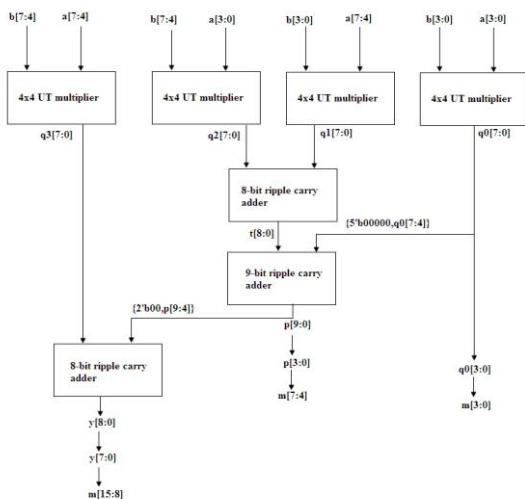 b[7:4] a[7:4] b[7:4] a[3:0] b[3:0] a[7:4] b[3:0] a[3:0]
4x4 UT multiplier 4x4 UT multiplier 4x4 UT multiplier 4x4 UT multiplier
q3[7:0] q2[7:0] q1[7:0] q0[7:0]
8-bit ripple carry
adder
t[8:0]
{5'b00000,q0[7:4]}
9-bit ripple carry
adder
{2'b00,p[9:4]}
p[9:0]
8-bit ripple carry
adder
p[3:0]
q0[3:0]
m[7:4]
m[3:0]
y[8:0]
y[7:0]
m[15:8]